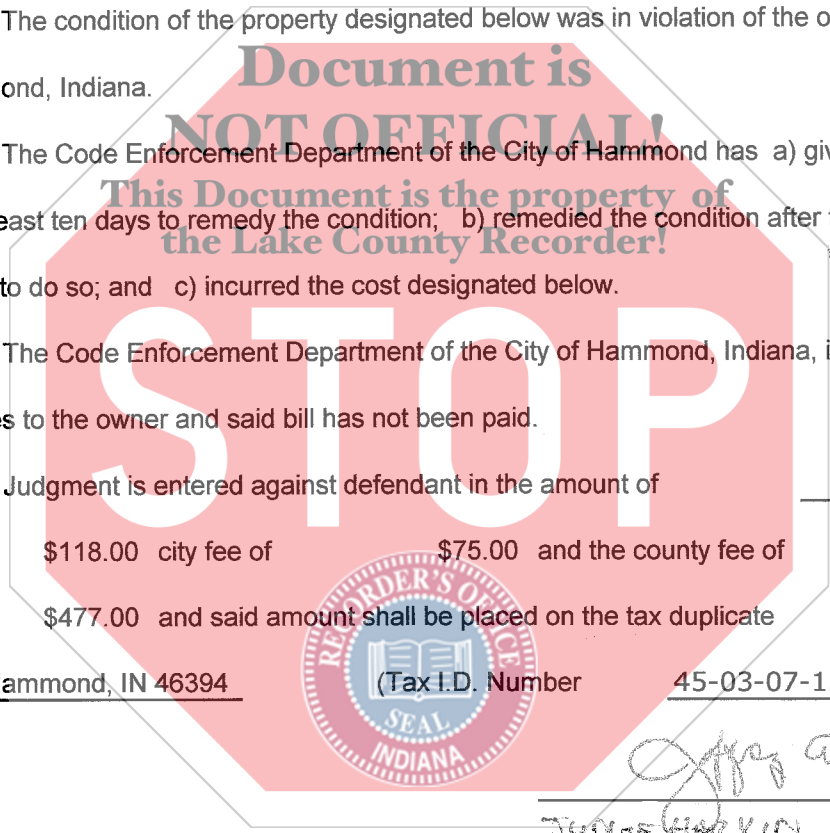 The condition of the property designated below was in violation of the o
ond, Indiana.
Document is
NOT OFFICIAL!
The Code Enforcement Department of the City of Hammond has a) giv
This Document is the property of
east ten days to remedy the condition; b) remedied the condition after
the Lake County Recorder!
to do so; and c) incurred the cost designated below.
STOP
The Code Enforcement Department of the City of Hammond, Indiana, i
s to the owner and said bill has not been paid.
Judgment is entered against defendant in the amount of
$118.00 city fee of $75.00 and the county fee of
$477.00 and said amount shall be placed on the tax duplicate
ammond, IN 46394 (Tax I.D. Number 45-03-07-1
RECORDER'S OFFICE
SEAL
INDIANA